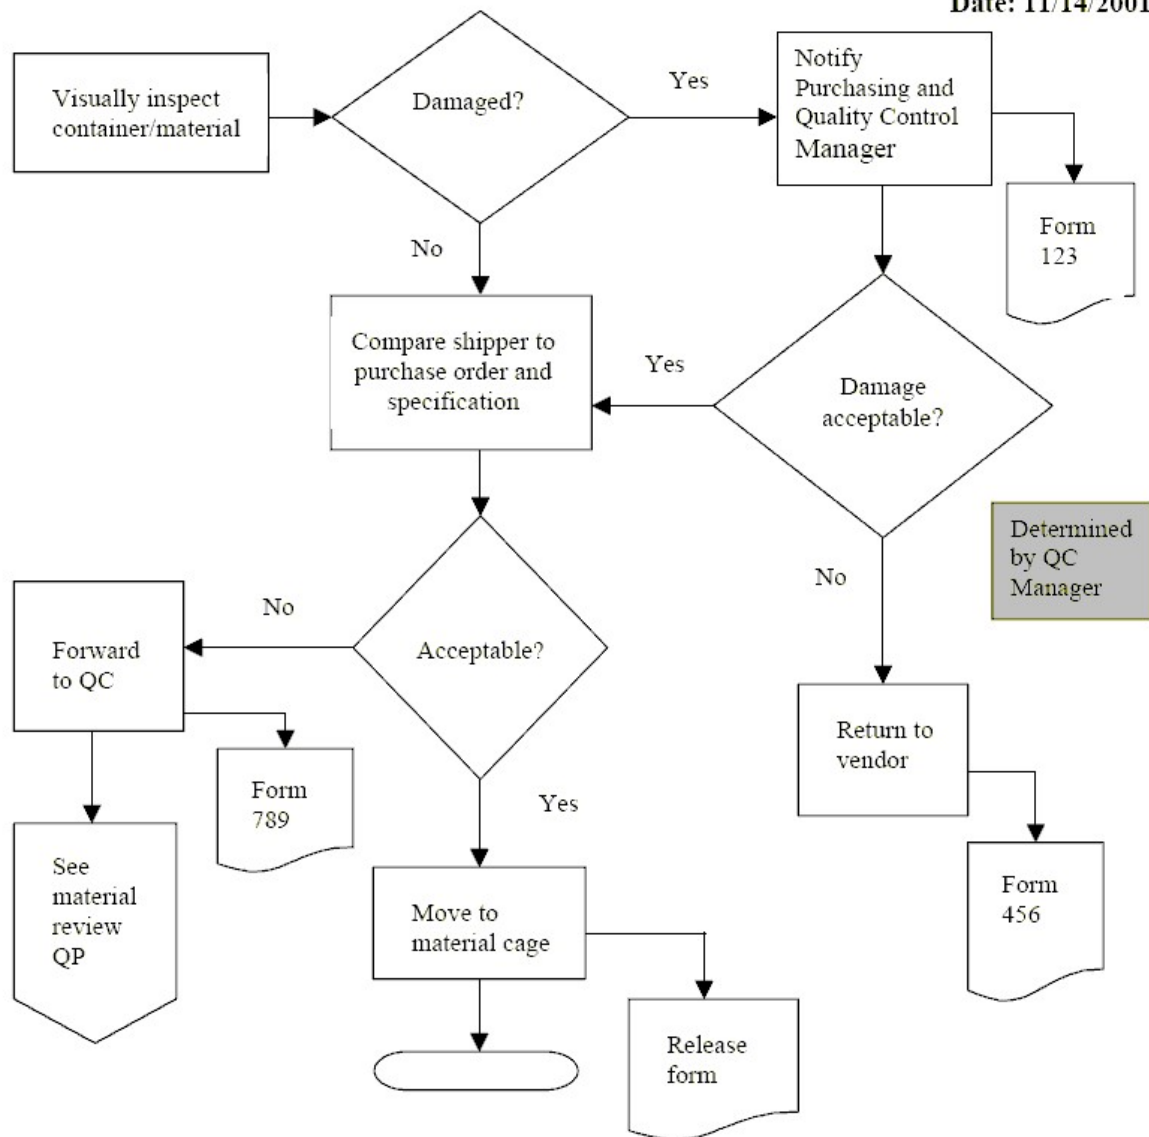 Date: 11/14/2001
Visually inspect
container/material
Damaged?
Yes
Notify
Purchasing and
Quality Control
Manager
Form
123
No
Compare shipper to
purchase order and
specification
Yes
Damage
acceptable?
Determined
by QC
Manager
No
Return to
vendor
Form
456
Acceptable?
No
Forward
to QC
Form
789
See
material
review
QP
Yes
Move to
material cage
Release
form